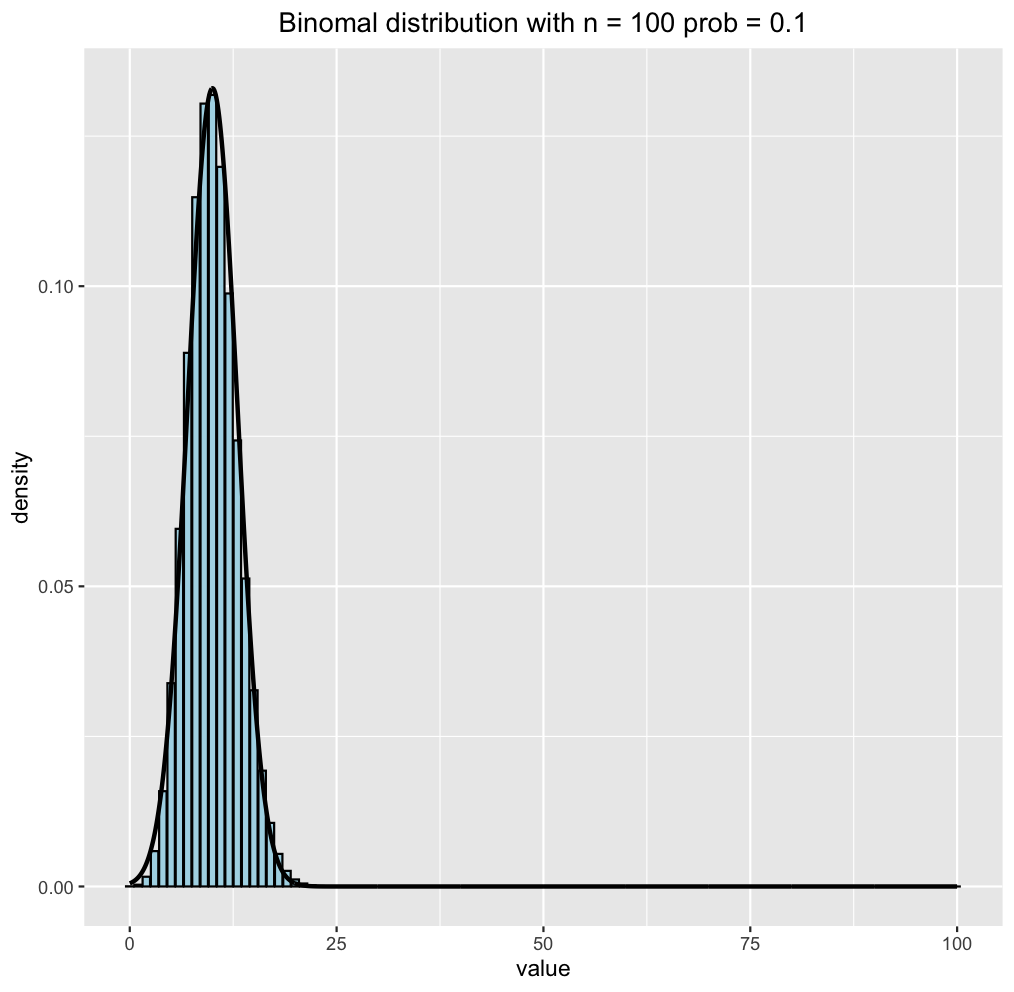 Binomal distribution with n = 100 prob = 0.1
density
0.10
0.05
0.00
0 25 50 75 100
value